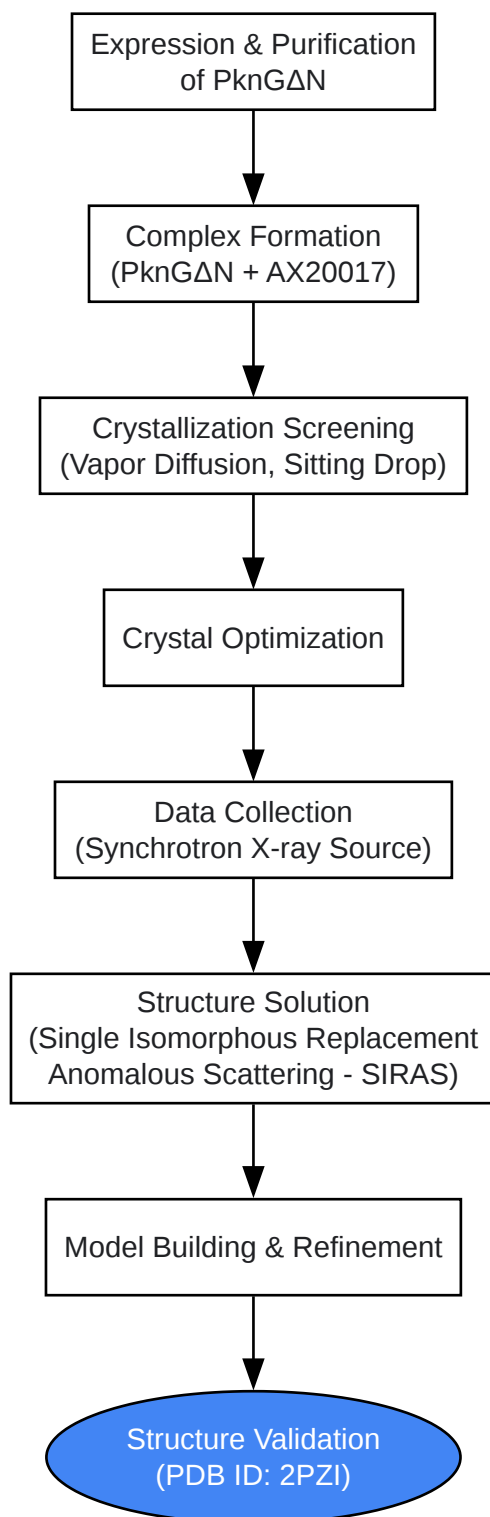 Expression & Purification
of PknGΔN
Complex Formation
(PknGΔN + AX20017)
Crystallization Screening
(Vapor Diffusion, Sitting Drop)
Crystal Optimization
Data Collection
(Synchrotron X-ray Source)
Structure Solution
(Single Isomorphous Replacement
Anomalous Scattering - SIRAS)
Model Building & Refinement
Structure Validation
(PDB ID: 2PZI)